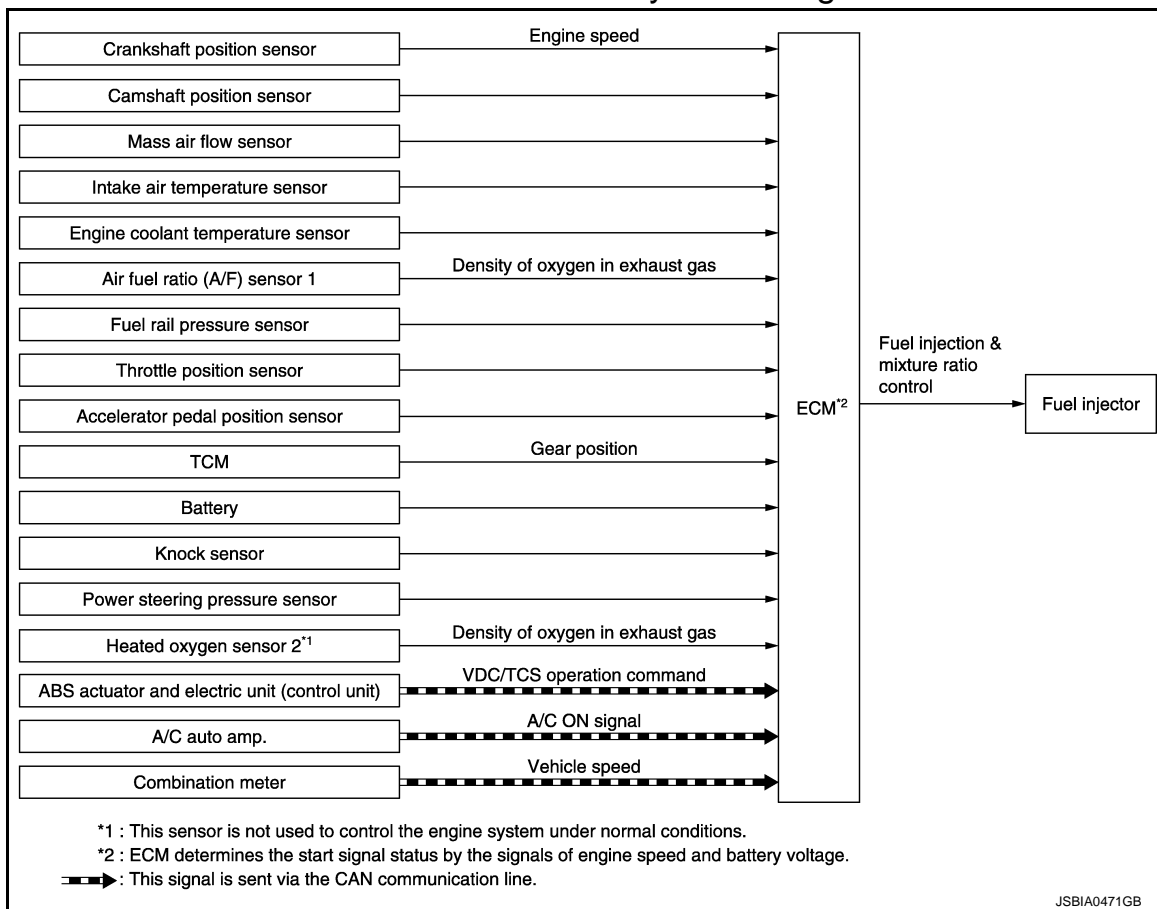 Crankshaft position sensor
Engine speed
Camshaft position sensor
Mass air flow sensor
Intake air temperature sensor
Engine coolant temperature sensor
Air fuel ratio (A/F) sensor 1
Density of oxygen in exhaust gas
Fuel rail pressure sensor
Throttle position sensor
Accelerator pedal position sensor
TCM
Gear position
Battery
Knock sensor
Power steering pressure sensor
Heated oxygen sensor 2*1
Density of oxygen in exhaust gas
ABS actuator and electric unit (control unit)
VDC/TCS operation command
A/C auto amp.
A/C ON signal
Combination meter
Vehicle speed
ECM*2
Fuel injection &
mixture ratio
control
Fuel injector
*1 : This sensor is not used to control the engine system under normal conditions.
*2 : ECM determines the start signal status by the signals of engine speed and battery voltage.
: This signal is sent via the CAN communication line.
JSBIA0471GB